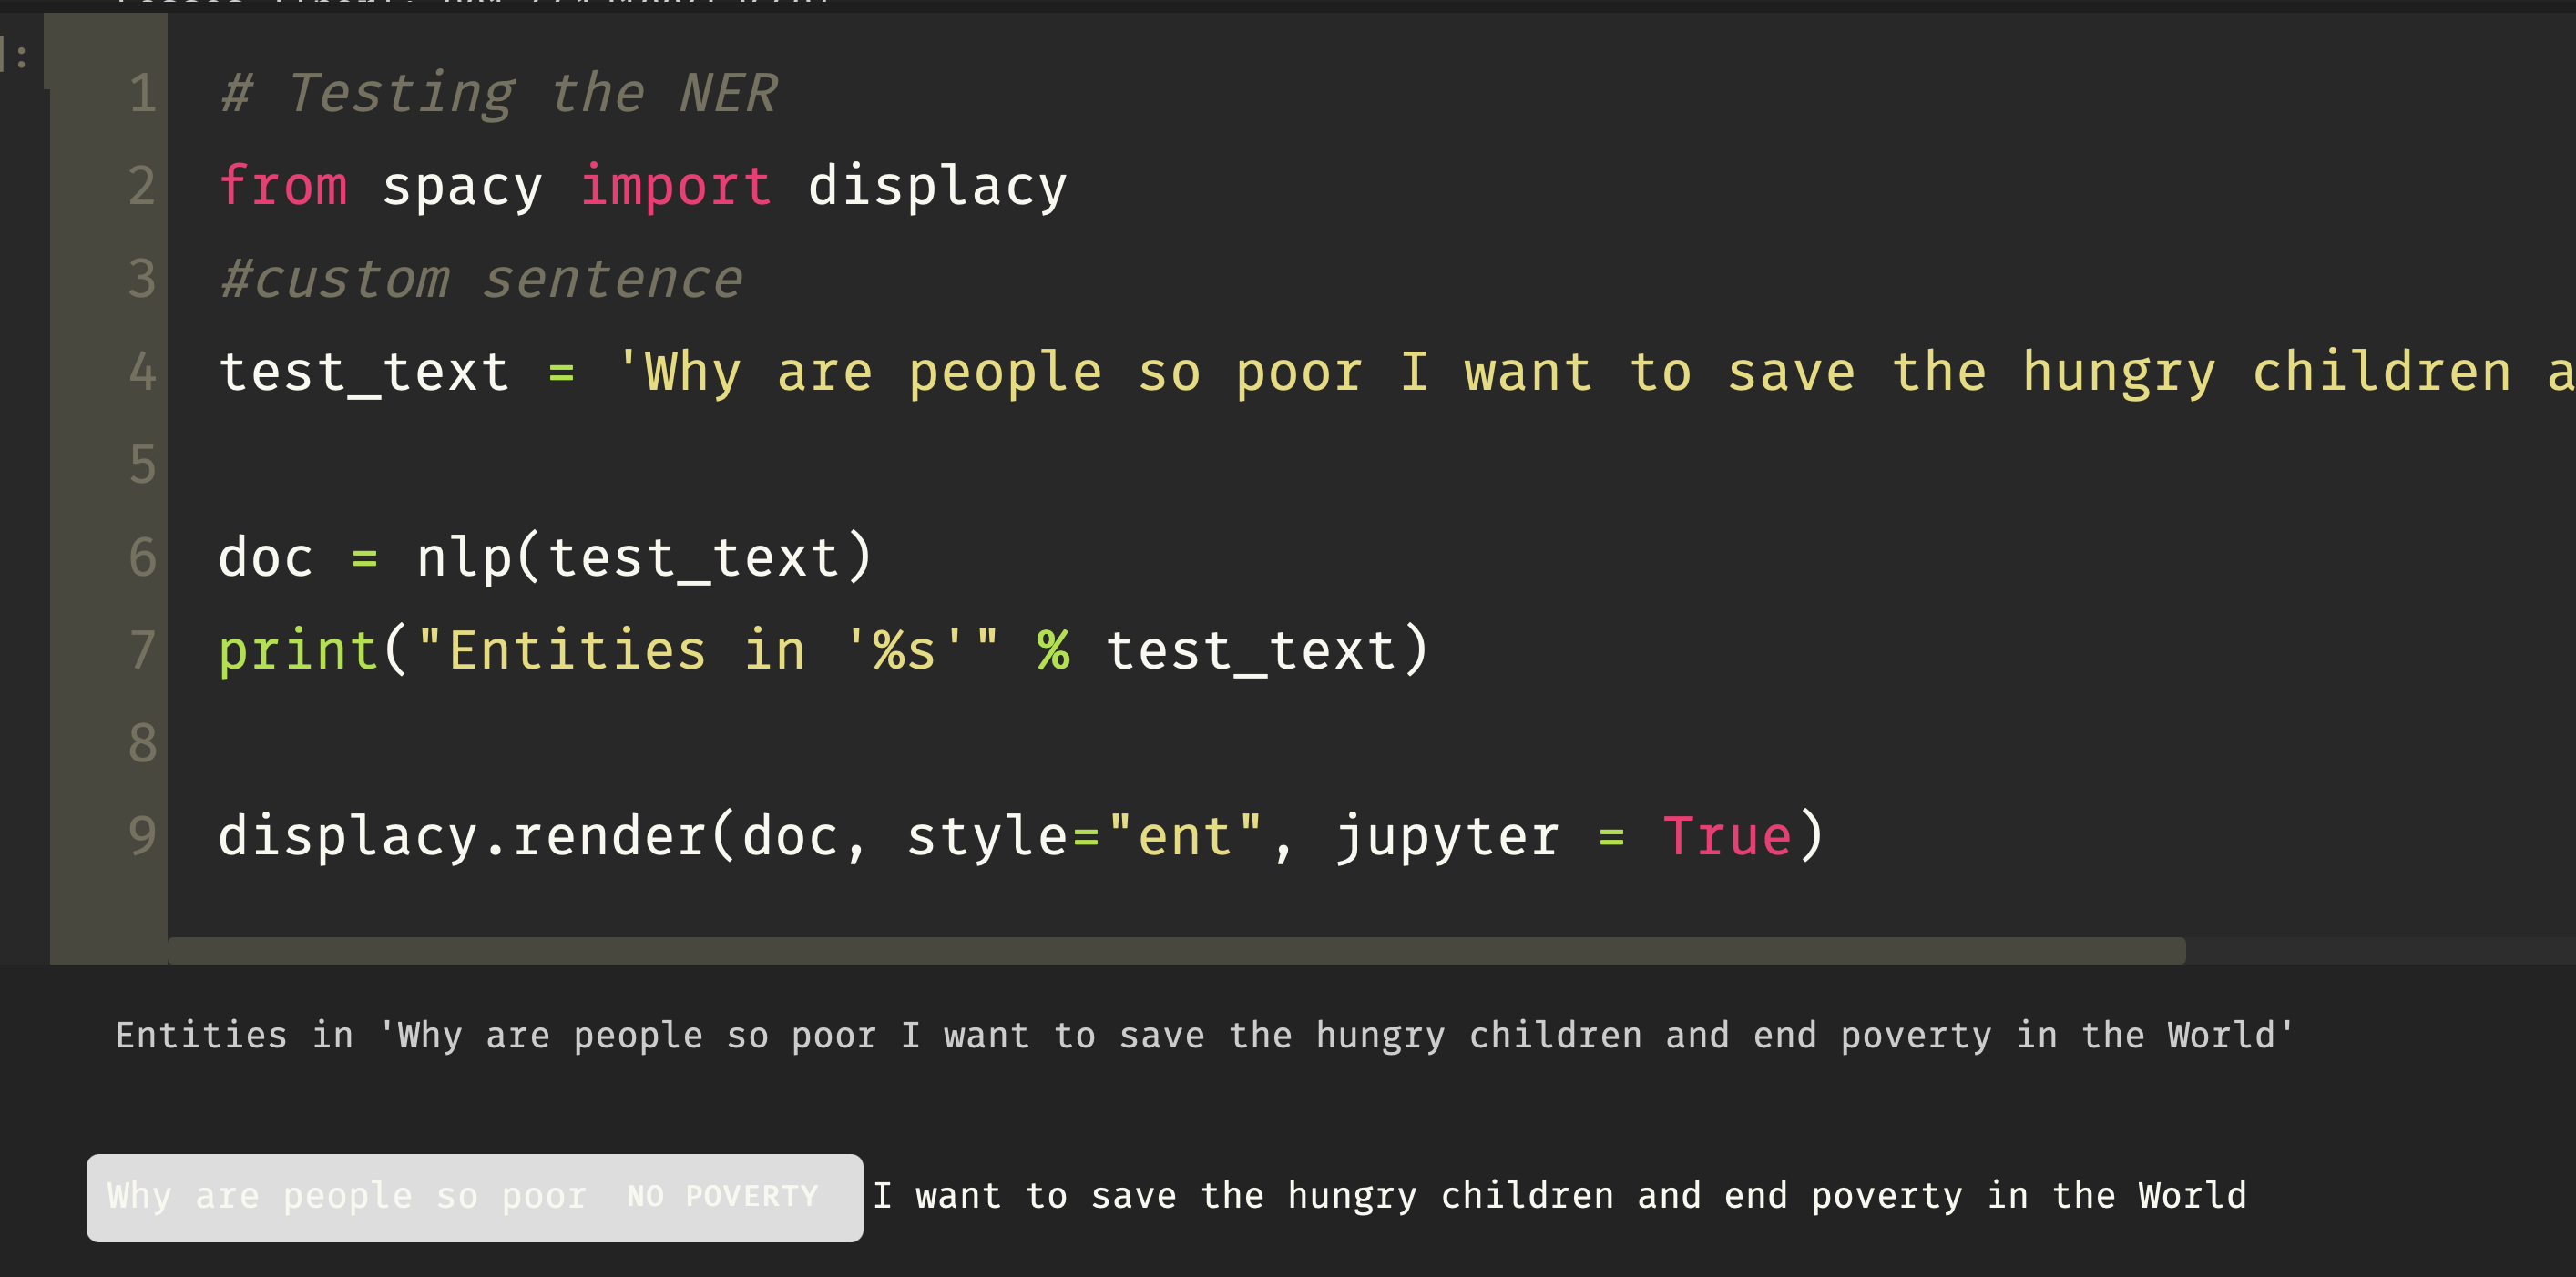 ]:
1 # Testing the NER
2 from spacy import displacy
3 #custom sentence
4 test_text = 'Why are people so poor I want to save the hungry children a
5
6 doc = nlp(test_text)
7 print("Entities in '%s'" % test_text)
8
9 displacy.render(doc, style="ent", jupyter = True)
Entities in 'Why are people so poor I want to save the hungry children and end poverty in the World'
Why are people so poor NO POVERTY I want to save the hungry children and end poverty in the World